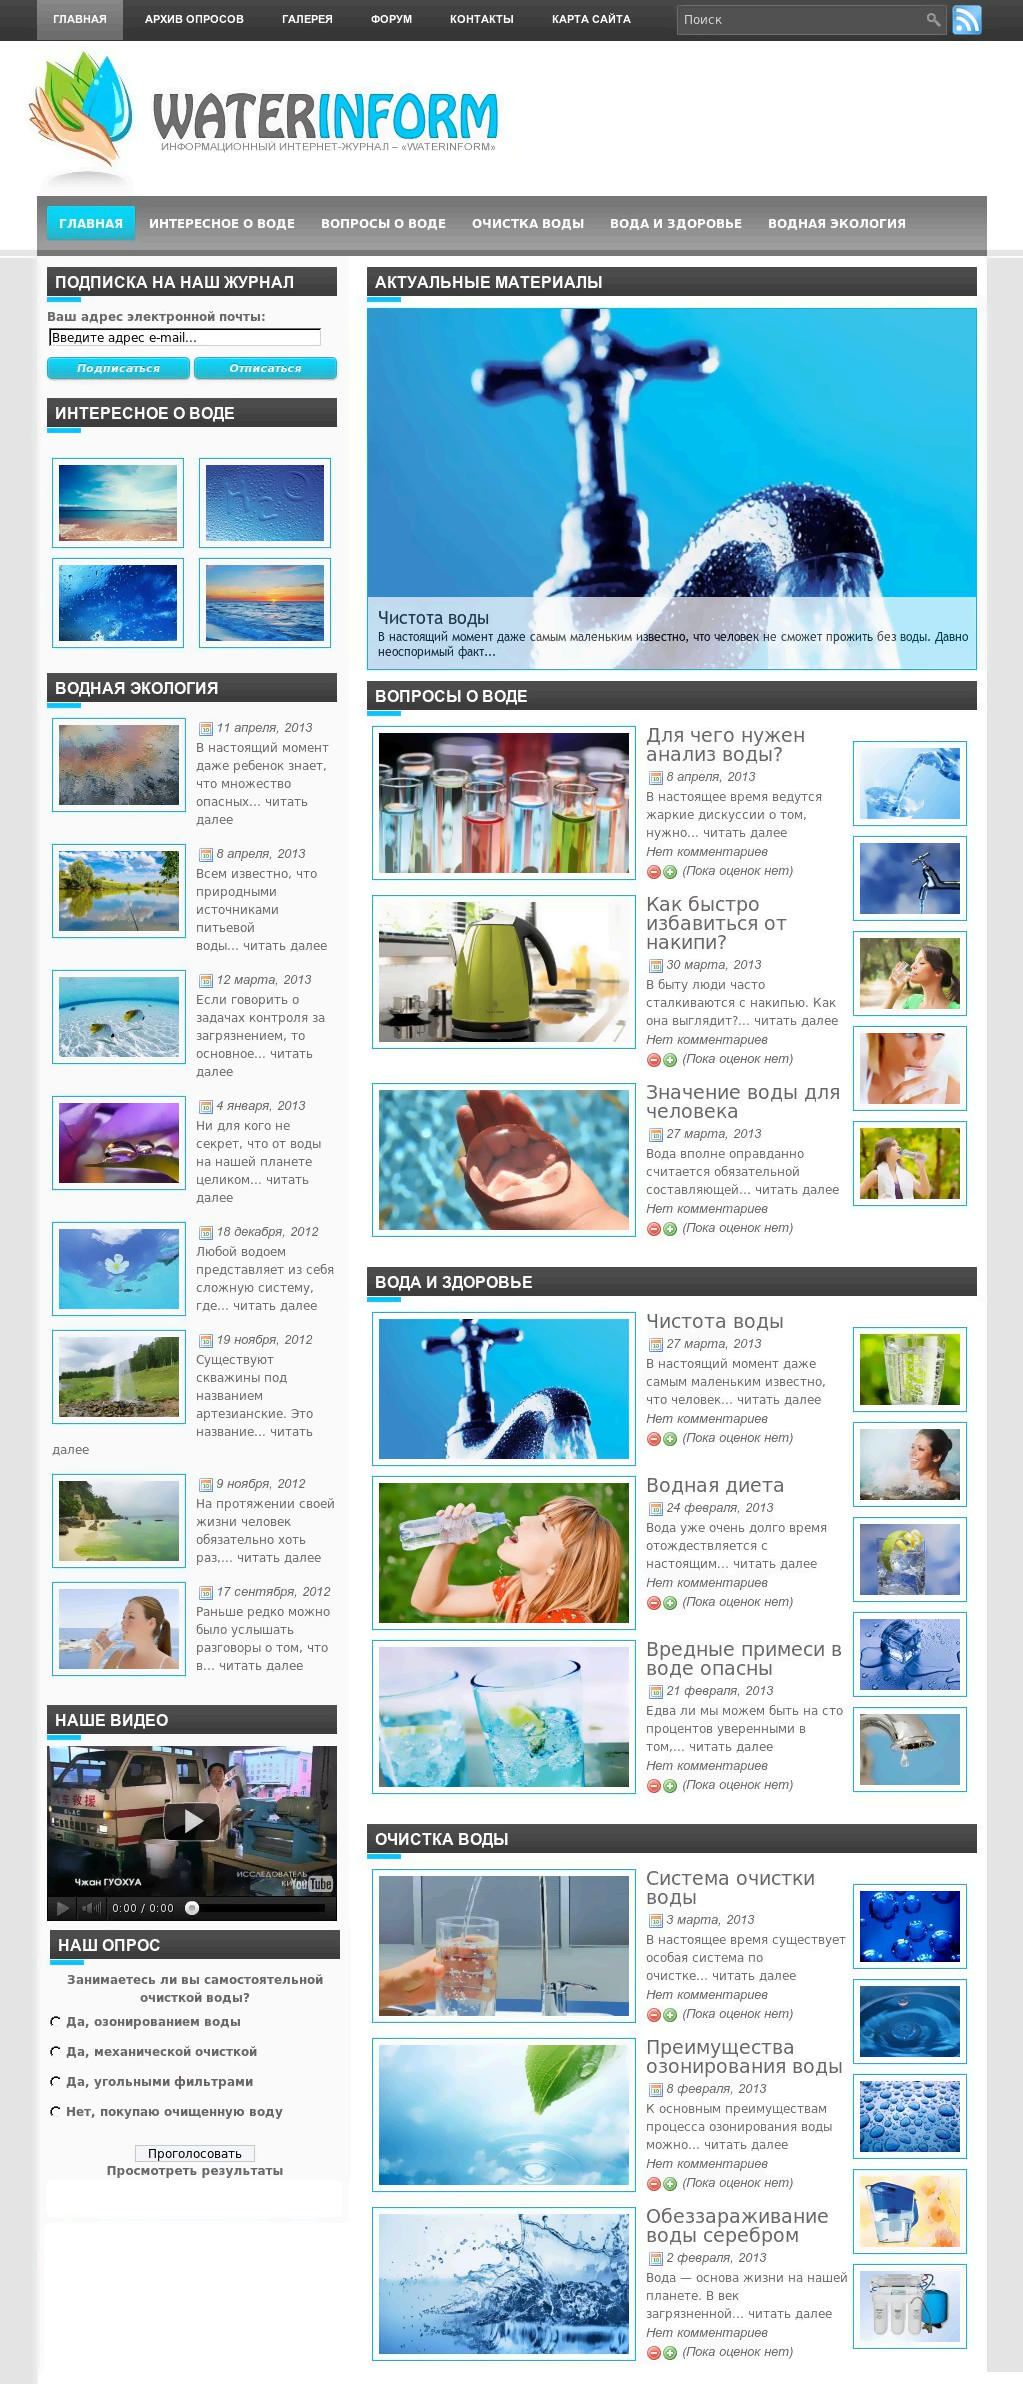 ГЛАВНАЯ АРХИВ ОПРОСОВ ГАЛЕРЕЯ ФОРУМ КОНТАКТЫ КАРТА САЙТА Поиск
WATERINFORM
ИНФОРМАЦИОННЫЙ ИНТЕРНЕТ-ЖУРНАЛ – «WATERINFORM»
ГЛАВНАЯ ИНТЕРЕСНОЕ О ВОДЕ ВОПРОСЫ О ВОДЕ ОЧИСТКА ВОДЫ ВОДА И ЗДОРОВЬЕ ВОДНАЯ ЭКОЛОГИЯ
ПОДПИСКА НА НАШ ЖУРНАЛ
Ваш адрес электронной почты:
Введите адрес e-mail...
Подписаться Отписаться
ИНТЕРЕСНОЕ О ВОДЕ
H2O
ВОДНАЯ ЭКОЛОГИЯ
11 апреля, 2013
В настоящий момент
даже ребенок знает,
что множество
опасных... читать
далее
8 апреля, 2013
Всем известно, что
природными
источниками
питьевой
воды... читать далее
12 марта, 2013
Если говорить о
задачах контроля за
загрязнением, то
основное... читать
далее
4 января, 2013
Ни для кого не
секрет, что от воды
на нашей планете
целиком... читать
далее
18 декабря, 2012
Любой водоем
представляет из себя
сложную систему,
где... читать далее
19 ноября, 2012
Существуют
скважины под
названием
артезианские. Это
название... читать
далее
9 ноября, 2012
На протяжении своей
жизни человек
обязательно хоть
раз,... читать далее
17 сентября, 2012
Раньше редко можно
было услышать
разговоры о том, что
в... читать далее
НАШЕ ВИДЕО
汽车救援
Чжан ГУОХУА
ИССЛЕДОВАТЕЛЬ
YouTube
0:00 / 0:00
НАШ ОПРОС
Занимаетесь ли вы самостоятельной
очисткой воды?
Да, озонированием воды
Да, механической очисткой
Да, угольными фильтрами
Нет, покупаю очищенную воду
Проголосовать
Просмотреть результаты
АКТУАЛЬНЫЕ МАТЕРИАЛЫ
Чистота воды
В настоящий момент даже самым маленьким известно, что человек не сможет прожить без воды. Давно
неоспоримый факт...
ВОПРОСЫ О ВОДЕ
Для чего нужен
анализ воды?
8 апреля, 2013
В настоящее время ведутся
жаркие дискуссии о том,
нужно... читать далее
Нет комментариев
(Пока оценок нет)
Как быстро
избавиться от
накипи?
30 марта, 2013
В быту люди часто
сталкиваются с накипью. Как
она выглядит?... читать далее
Нет комментариев
(Пока оценок нет)
Значение воды для
человека
27 марта, 2013
Вода вполне оправданно
считается обязательной
составляющей... читать далее
Нет комментариев
(Пока оценок нет)
ВОДА И ЗДОРОВЬЕ
Чистота воды
27 марта, 2013
В настоящий момент даже
самым маленьким известно,
что человек... читать далее
Нет комментариев
(Пока оценок нет)
Водная диета
24 февраля, 2013
Вода уже очень долго время
отождествляется с
настоящим... читать далее
Нет комментариев
(Пока оценок нет)
Вредные примеси в
воде опасны
21 февраля, 2013
Едва ли мы можем быть на сто
процентов уверенными в
том,... читать далее
Нет комментариев
(Пока оценок нет)
ОЧИСТКА ВОДЫ
Система очистки
воды
3 марта, 2013
В настоящее время существует
особая система по
очистке... читать далее
Нет комментариев
(Пока оценок нет)
Преимущества
озонирования воды
8 февраля, 2013
К основным преимуществам
процесса озонирования воды
можно... читать далее
Нет комментариев
(Пока оценок нет)
Обеззараживание
воды серебром
2 февраля, 2013
Вода — основа жизни на нашей
планете. В век
загрязненной... читать далее
Нет комментариев
(Пока оценок нет)